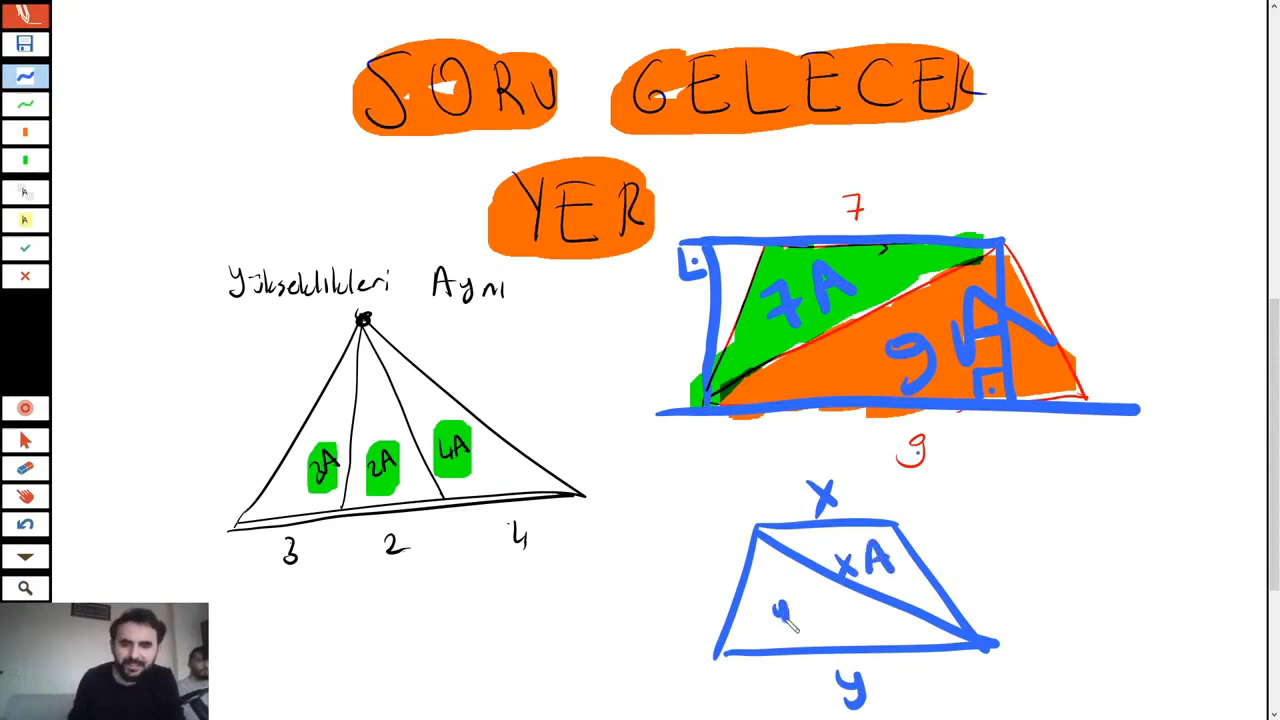 SORU GELECEK
YER
Yükseklikleri Aynı
3A 2A 4A
3 2 4
7
7A
9A
9
x
xA
y